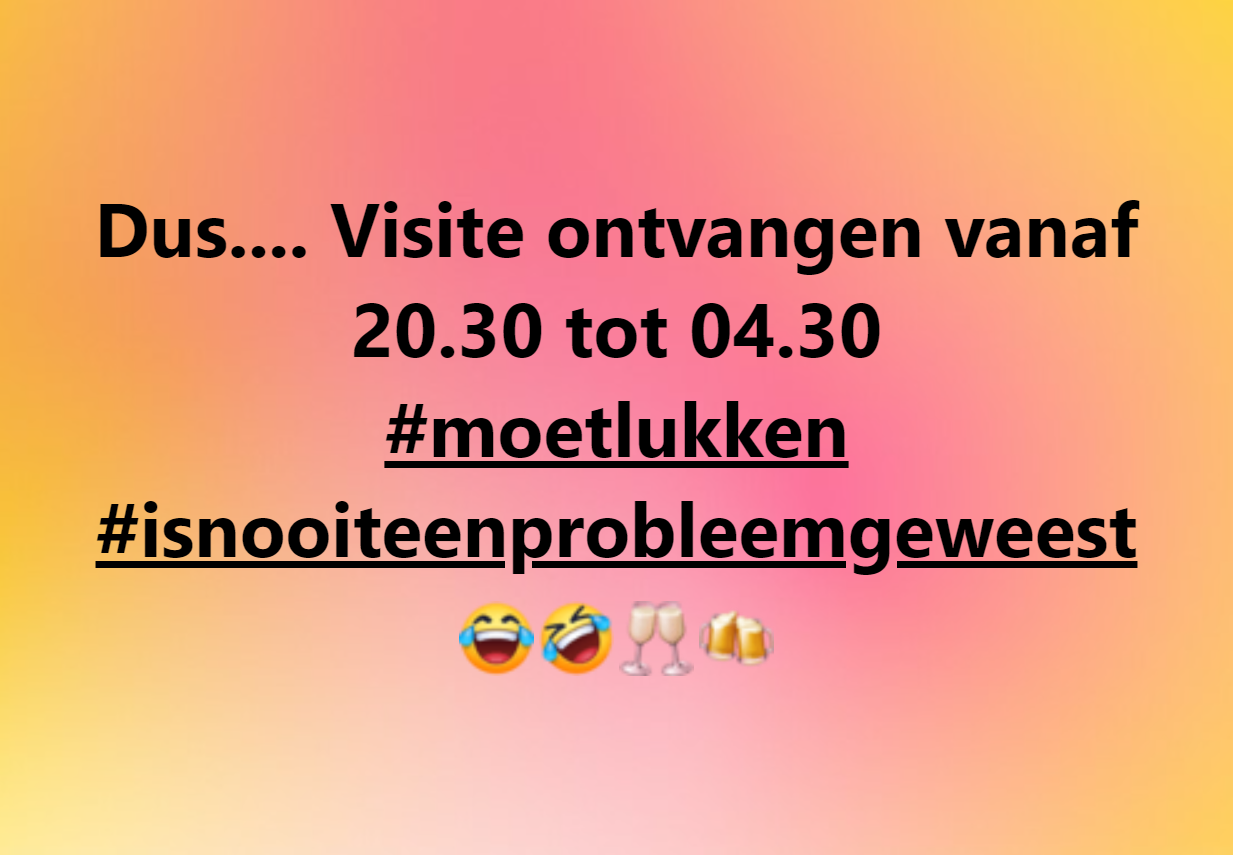 Dus.... Visite ontvangen vanaf
20.30 tot 04.30
#moetlukken
#isnooiteenprobleemgeweest
😂🤣🥂🍻